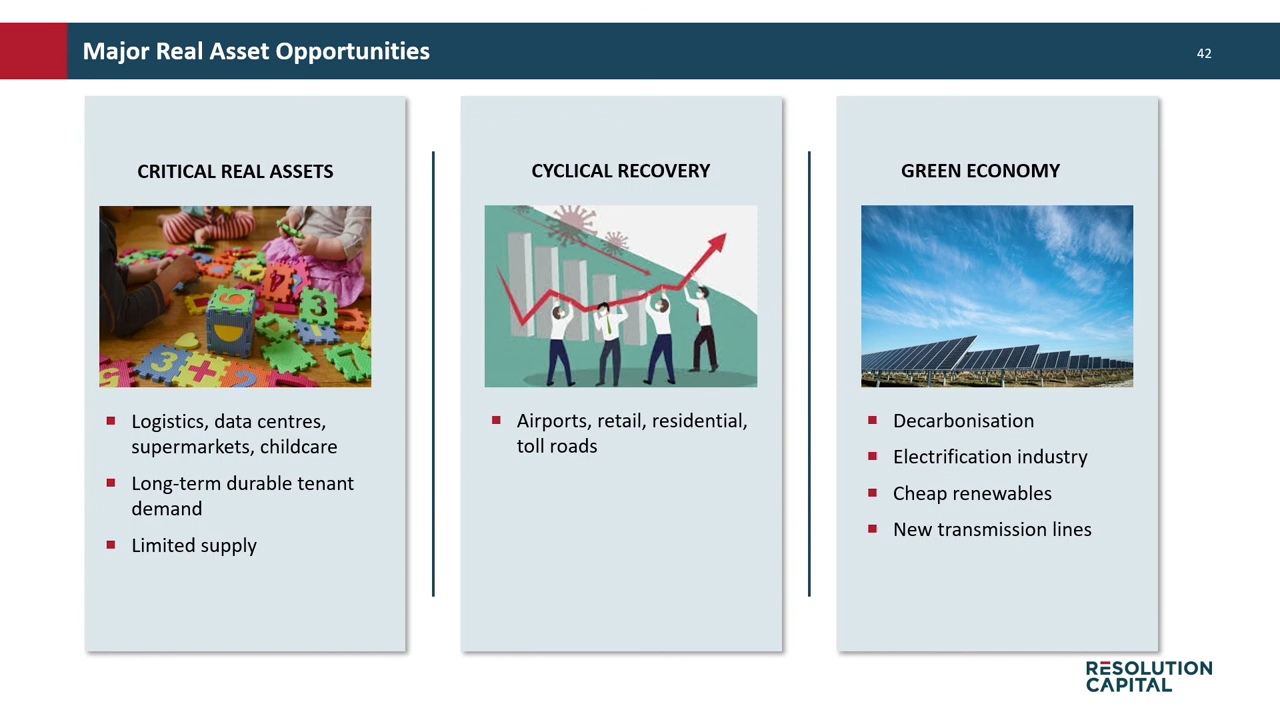 Major Real Asset Opportunities
42
CRITICAL REAL ASSETS
Logistics, data centres,
supermarkets, childcare
Long-term durable tenant
demand
Limited supply
CYCLICAL RECOVERY
Airports, retail, residential,
toll roads
GREEN ECONOMY
Decarbonisation
Electrification industry
Cheap renewables
New transmission lines
RESOLUTION
CAPITAL